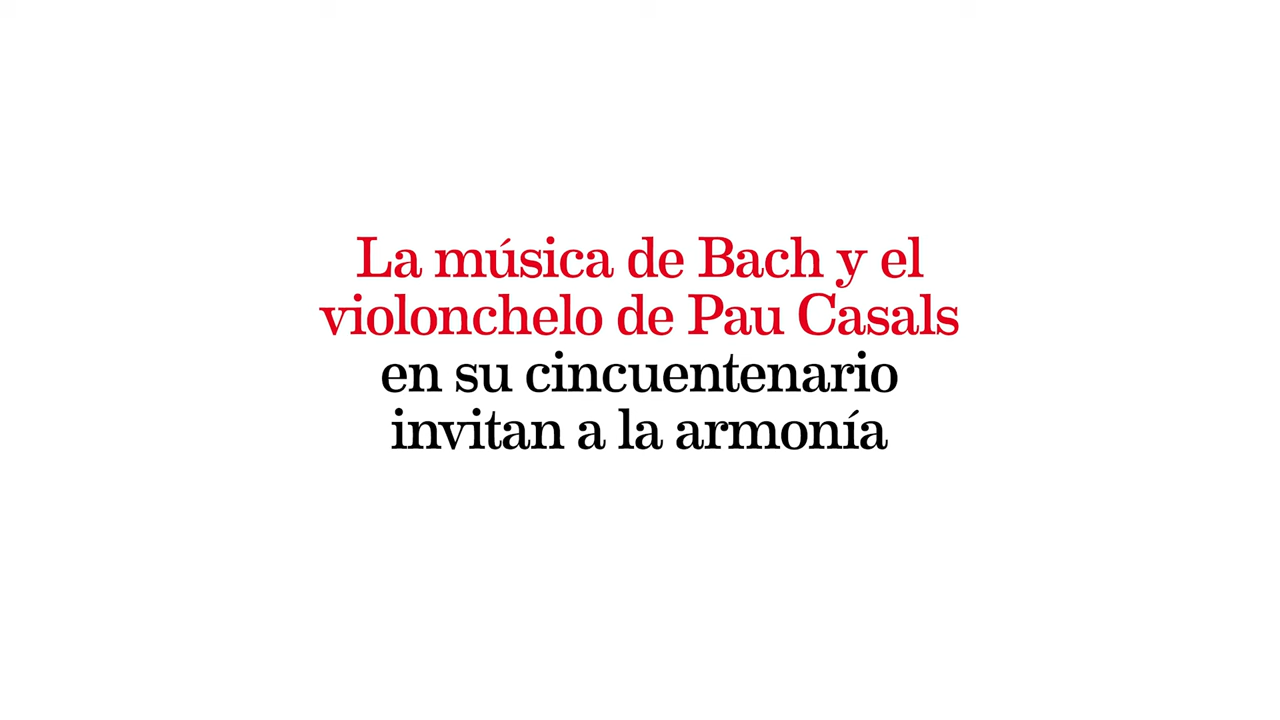 La música de Bach y el
violonchelo de Pau Casals
en su cincuentenario
invitan a la armonía